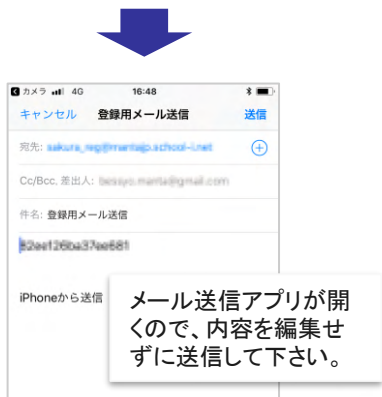 カメラ 4G 16:48
キャンセル 登録用メール送信 送信
宛先:
Cc/Bcc, 差出人:
件名: 登録用メール送信
iPhoneから送信
メール送信アプリが開
くので、内容を編集せ
ずに送信して下さい。